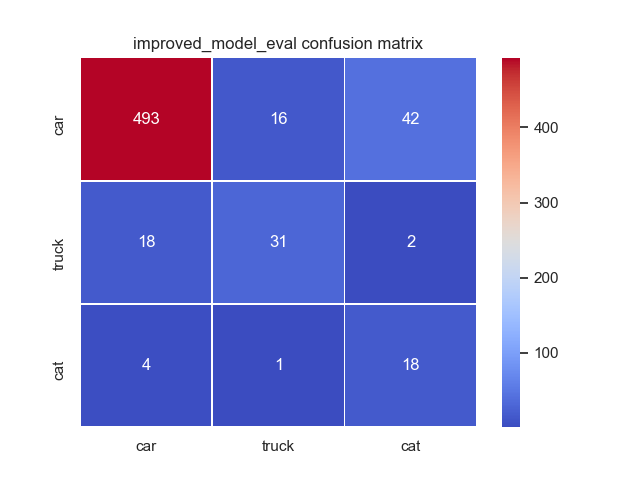 improved_model_eval confusion matrix
car
493
16
42
truck
18
31
2
cat
4
1
18
car
truck
cat
400
300
200
100